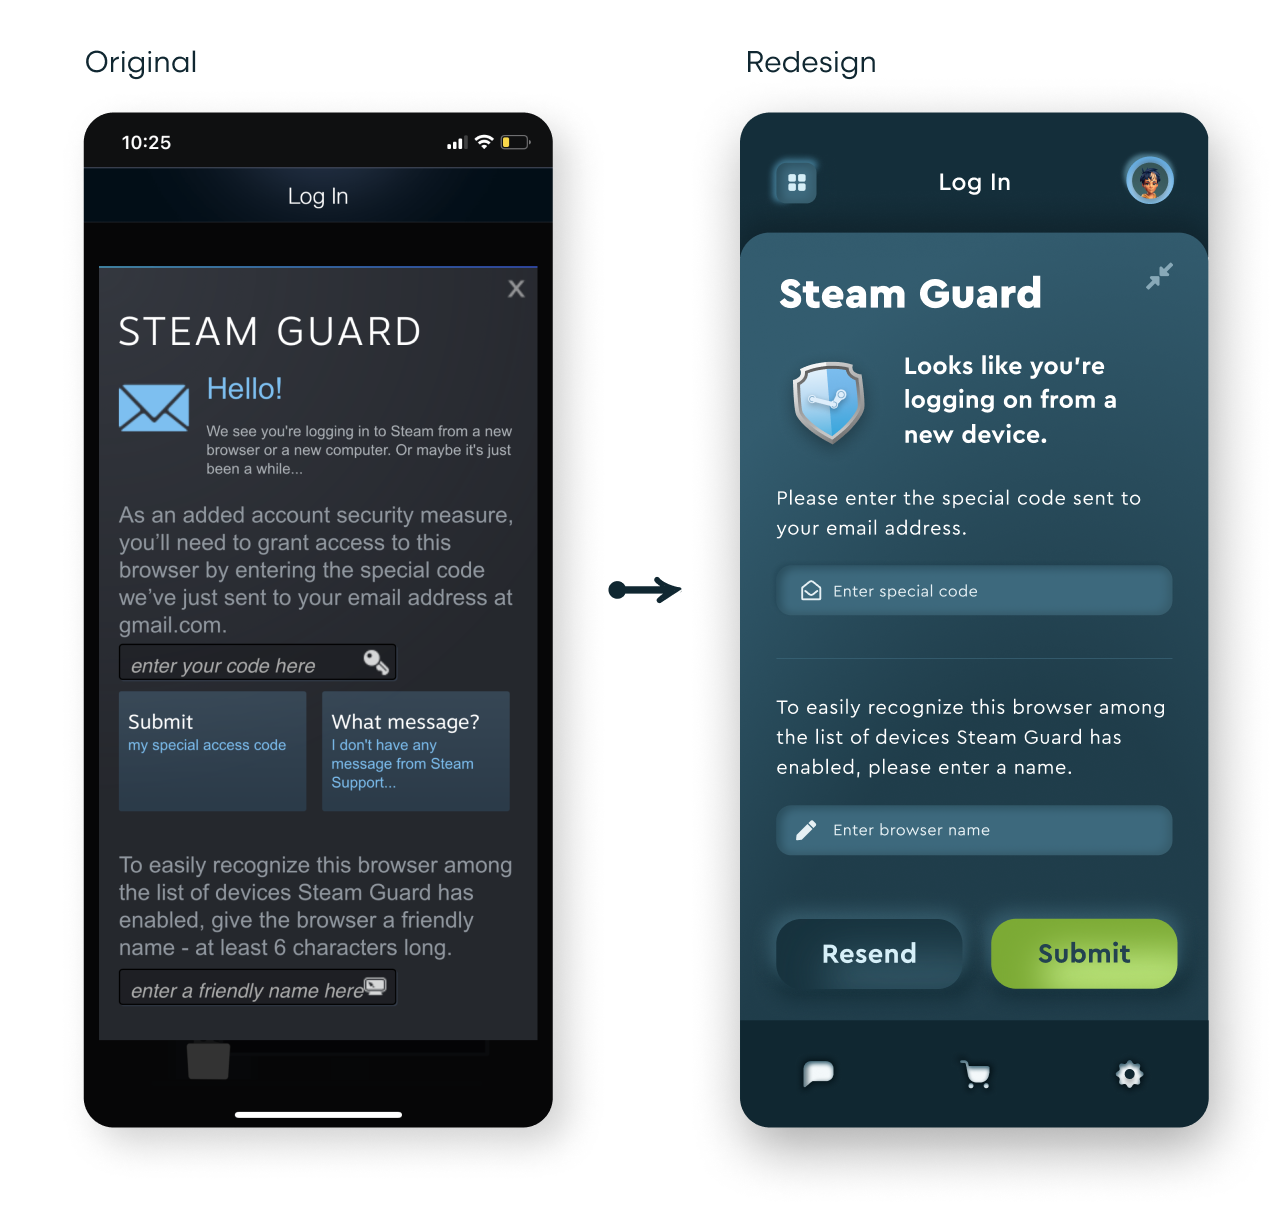 Original
10:25
Log In
X
STEAM GUARD
Hello!
We see you're logging in to Steam from a new
browser or a new computer. Or maybe it's just
been a while...
As an added account security measure,
you’ll need to grant access to this
browser by entering the special code
we’ve just sent to your email address at
gmail.com.
enter your code here
Submit
my special access code
What message?
I don't have any
message from Steam
Support...
To easily recognize this browser among
the list of devices Steam Guard has
enabled, give the browser a friendly
name - at least 6 characters long.
enter a friendly name here
Redesign
Log In
Steam Guard
Looks like you're
logging on from a
new device.
Please enter the special code sent to
your email address.
Enter special code
To easily recognize this browser among
the list of devices Steam Guard has
enabled, please enter a name.
Enter browser name
Resend
Submit